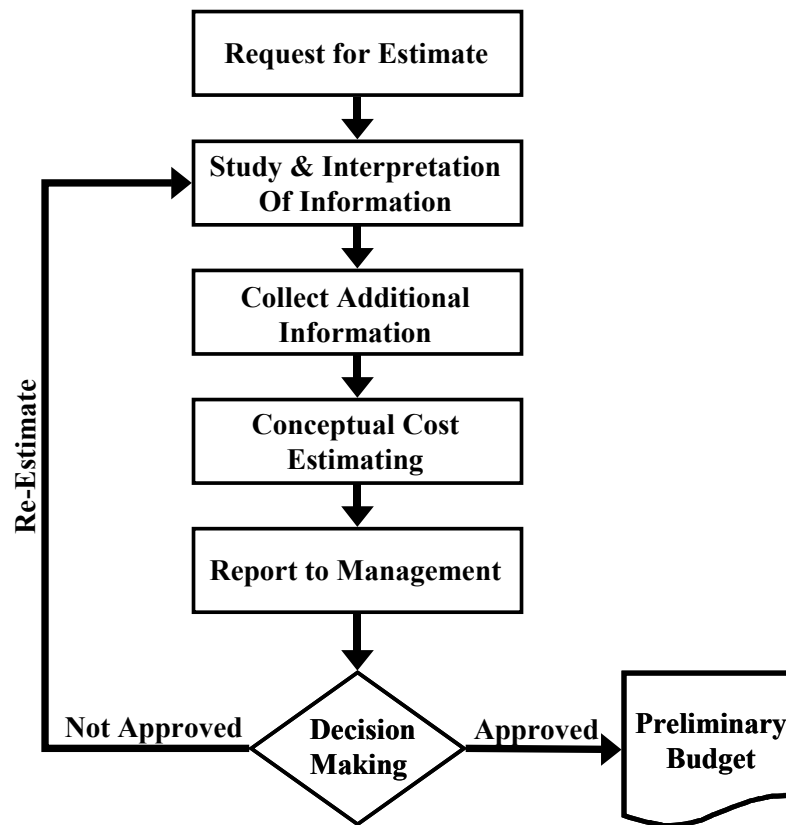 Request for Estimate
Study & Interpretation
Of Information
Collect Additional
Information
Conceptual Cost
Estimating
Report to Management
Re-Estimate
Not Approved
Decision
Making
Approved
Preliminary
Budget